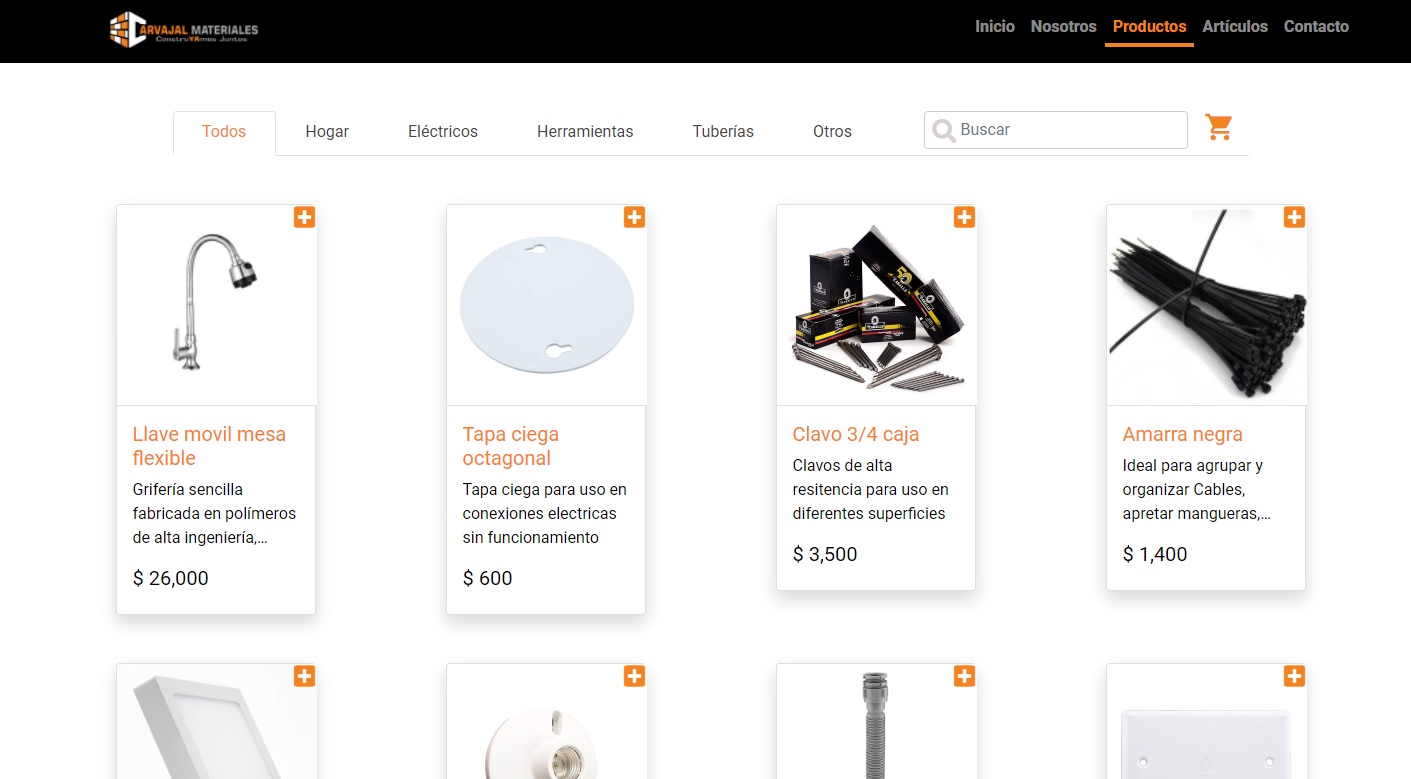 CARVAJAL MATERIALES
ConstruYAmos Juntos
Inicio Nosotros Productos Artículos Contacto
Todos Hogar Eléctricos Herramientas Tuberías Otros Buscar
Llave movil mesa
flexible
Grifería sencilla
fabricada en polímeros
de alta ingeniería,...
$ 26,000
Tapa ciega
octagonal
Tapa ciega para uso en
conexiones electricas
sin funcionamiento
$ 600
50
Clavo 3/4 caja
Clavos de alta
resitencia para uso en
diferentes superficies
$ 3,500
Amarra negra
Ideal para agrupar y
organizar Cables,
apretar mangueras,...
$ 1,400